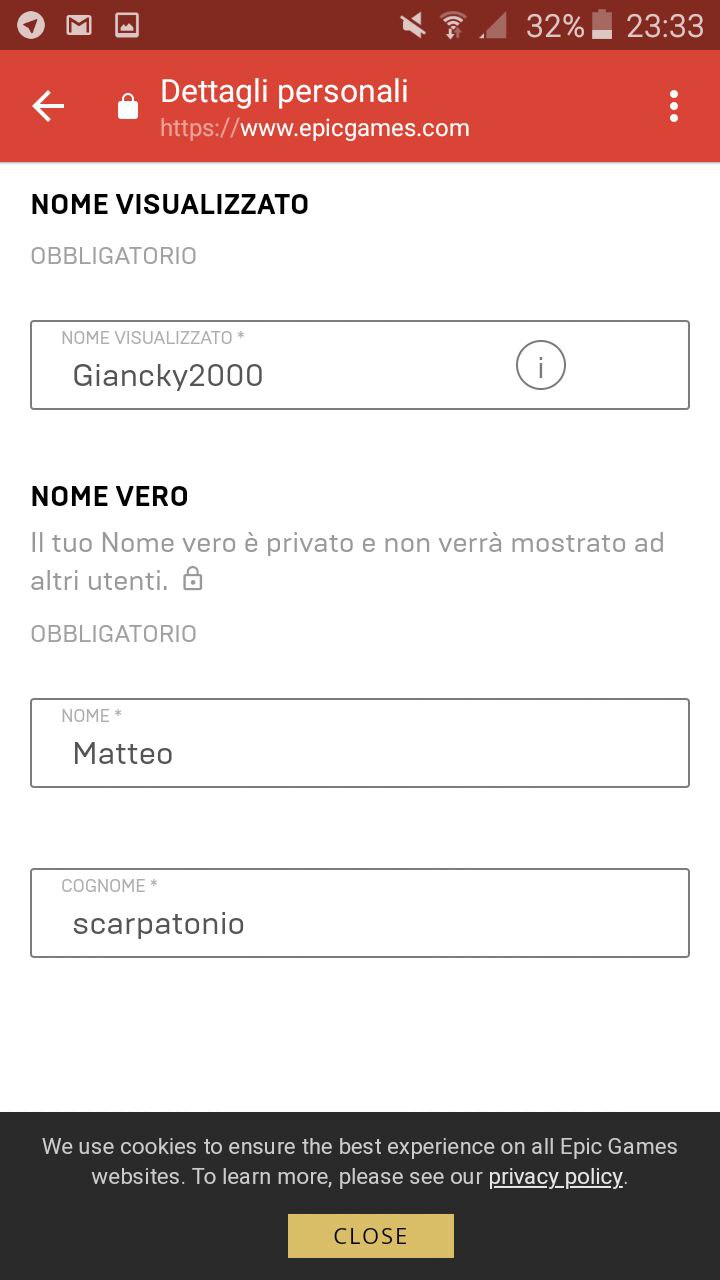 32% 23:33
Dettagli personali
https://www.epicgames.com
NOME VISUALIZZATO
OBBLIGATORIO
NOME VISUALIZZATO *
Giancky2000
i
NOME VERO
Il tuo Nome vero è privato e non verrà mostrato ad
altri utenti.
OBBLIGATORIO
NOME *
Matteo
COGNOME *
scarpatonio
We use cookies to ensure the best experience on all Epic Games
websites. To learn more, please see our privacy policy.
CLOSE